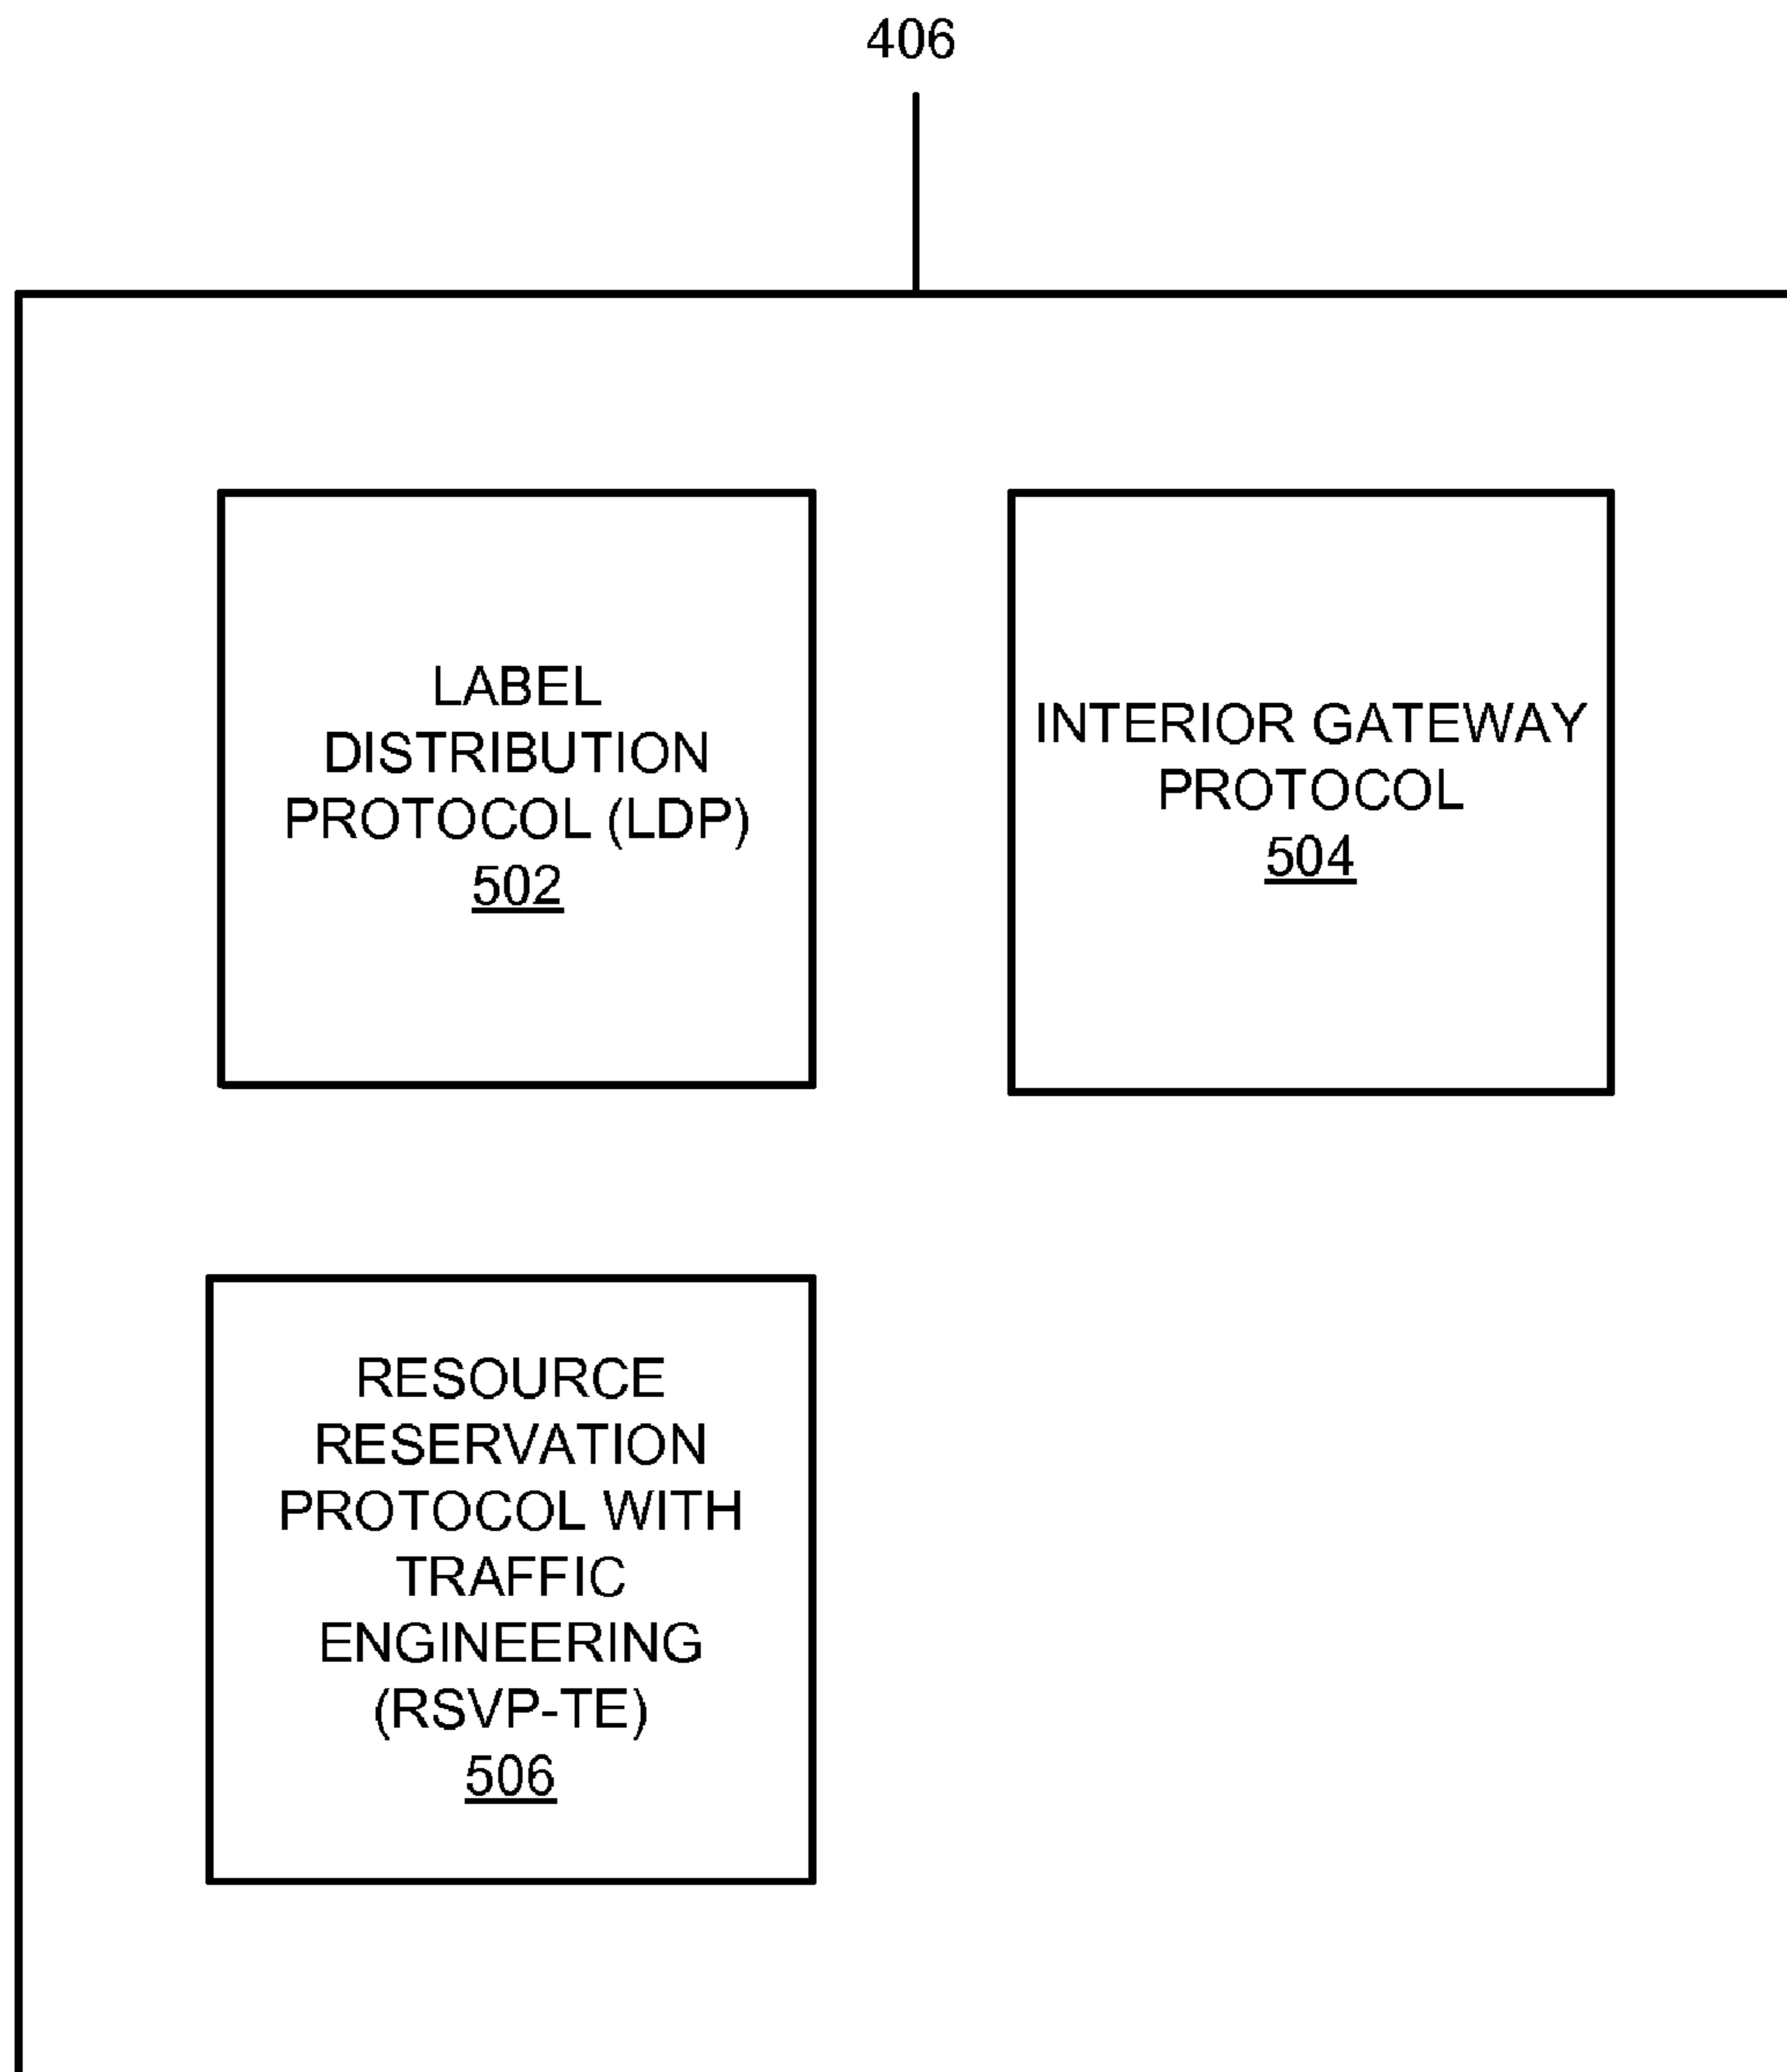 406
LABEL
DISTRIBUTION
PROTOCOL (LDP)
502
INTERIOR GATEWAY
PROTOCOL
504
RESOURCE
RESERVATION
PROTOCOL WITH
TRAFFIC
ENGINEERING
(RSVP-TE)
506